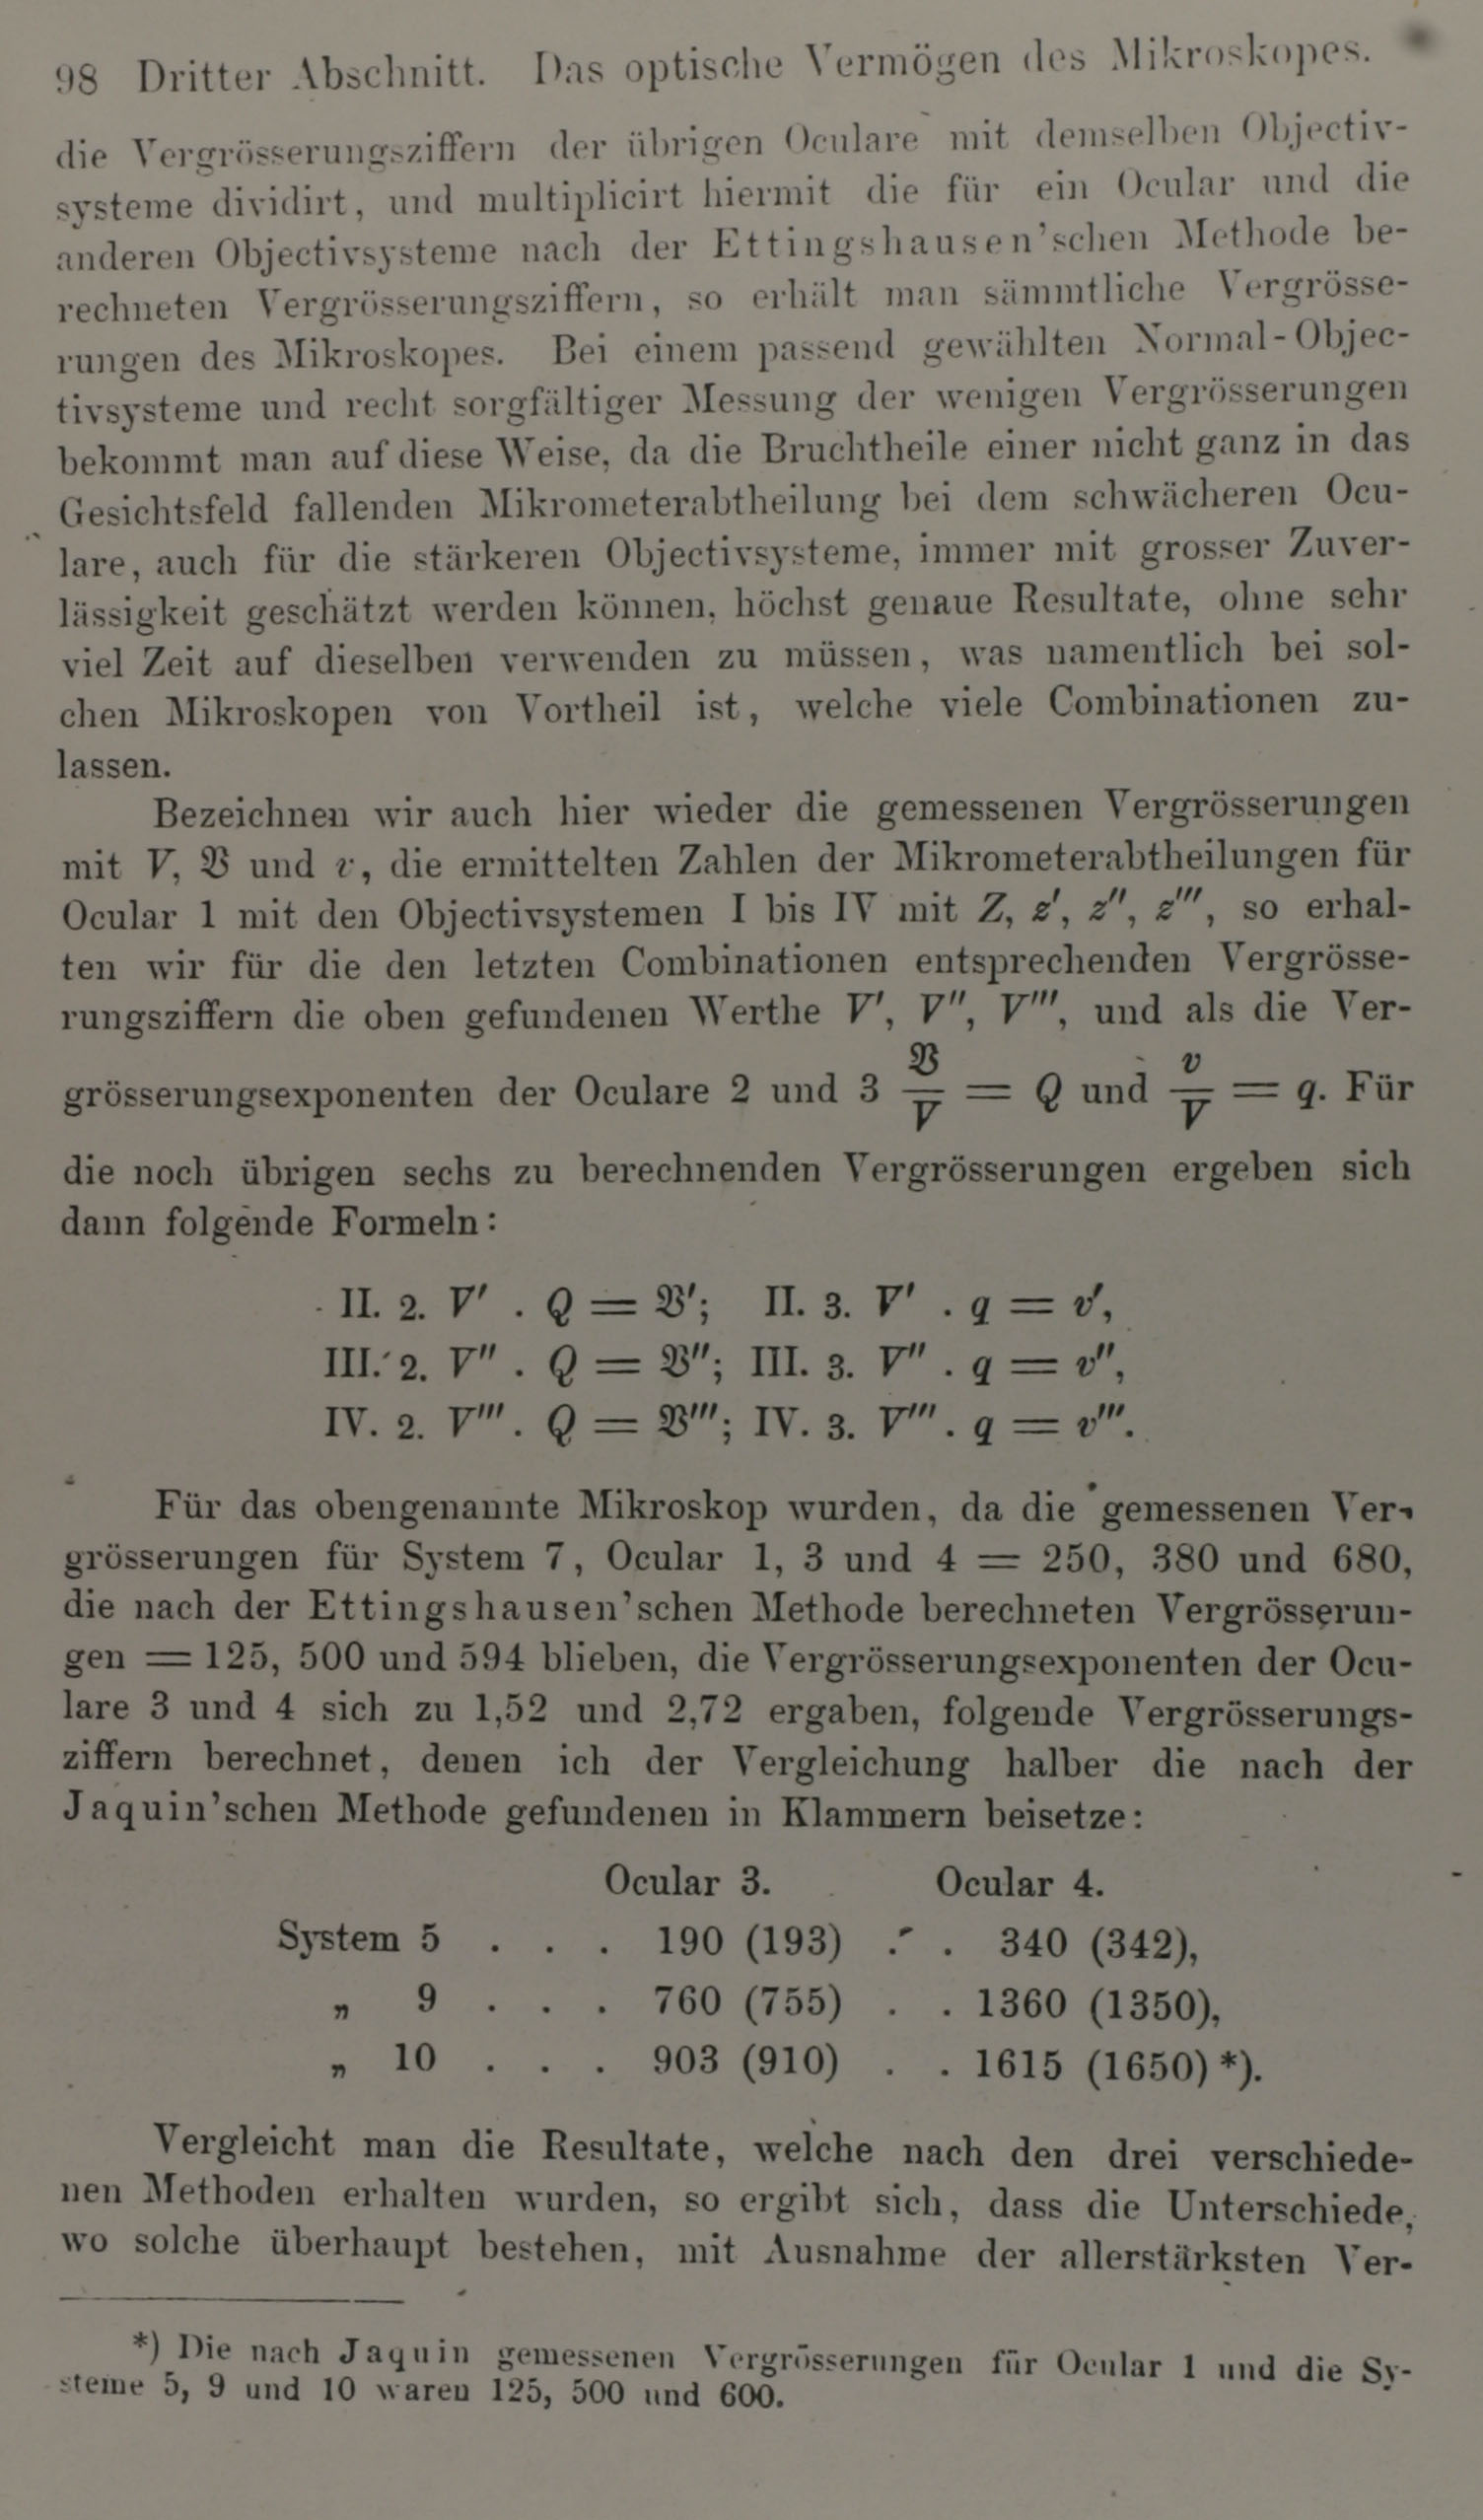 98 Dritter Abschnitt. Das optische Vermögen des Mikroskopes.
die Vergrösserungsziffern der übrigen Oculare mit demselben Objectiv-
systeme dividirt, und multiplicirt hiermit die für ein Ocular und die
anderen Objectivsysteme nach der Ettingshausen'schen Methode be-
rechneten Vergrösserungsziffern, so erhält man sämmtliche Vergrösse-
rungen des Mikroskopes. Bei einem passend gewählten Normal-Objec-
tivsysteme und recht sorgfältiger Messung der wenigen Vergrösserungen
bekommt man auf diese Weise, da die Bruchtheile einer nicht ganz in das
Gesichtsfeld fallenden Mikrometerabtheilung bei dem schwächeren Ocu-
lare, auch für die stärkeren Objectivsysteme, immer mit grosser Zuver-
lässigkeit geschätzt werden können, höchst genaue Resultate, ohne sehr
viel Zeit auf dieselben verwenden zu müssen, was namentlich bei sol-
chen Mikroskopen von Vortheil ist, welche viele Combinationen zu-
lassen.
Bezeichnen wir auch hier wieder die gemessenen Vergrösserungen
mit V, 𝔅 und v, die ermittelten Zahlen der Mikrometerabtheilungen für
Ocular 1 mit den Objectivsystemen I bis IV mit Z, z′, z″, z‴, so erhal-
ten wir für die den letzten Combinationen entsprechenden Vergrösse-
rungsziffern die oben gefundenen Werthe V′, V″, V‴, und als die Ver-
grösserungsexponenten der Oculare 2 und 3 𝔅/V = Q und v/V = q. Für
die noch übrigen sechs zu berechnenden Vergrösserungen ergeben sich
dann folgende Formeln:
II. 2. V′ . Q = 𝔅′; II. 3. V′ . q = v′,
III. 2. V″ . Q = 𝔅″; III. 3. V″ . q = v″,
IV. 2. V‴ . Q = 𝔅‴; IV. 3. V‴ . q = v‴.
Für das obengenannte Mikroskop wurden, da die gemessenen Ver-
grösserungen für System 7, Ocular 1, 3 und 4 = 250, 380 und 680,
die nach der Ettingshausen'schen Methode berechneten Vergrösserun-
gen = 125, 500 und 594 blieben, die Vergrösserungsexponenten der Ocu-
lare 3 und 4 sich zu 1,52 und 2,72 ergaben, folgende Vergrösserungs-
ziffern berechnet, denen ich der Vergleichung halber die nach der
Jaquin'schen Methode gefundenen in Klammern beisetze:
Ocular 3. Ocular 4.
System 5 . . . 190 (193) . . 340 (342),
„ 9 . . . 760 (755) . . 1360 (1350),
„ 10 . . . 903 (910) . . 1615 (1650) *).
Vergleicht man die Resultate, welche nach den drei verschiede-
nen Methoden erhalten wurden, so ergibt sich, dass die Unterschiede,
wo solche überhaupt bestehen, mit Ausnahme der allerstärksten Ver-
*) Die nach Jaquin gemessenen Vergrösserungen für Ocular 1 und die Sy-
steme 5, 9 und 10 waren 125, 500 und 600.